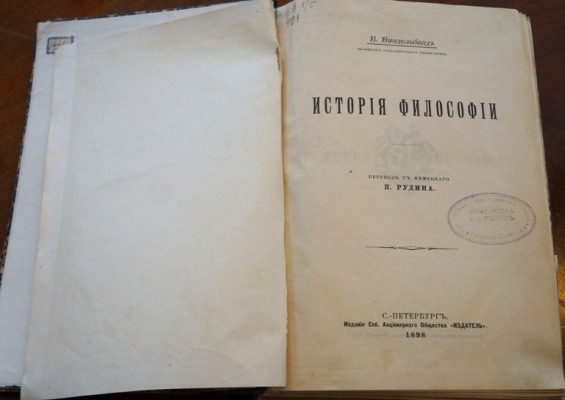 В. Виндельбандъ
ИСТОРІЯ ФИЛОСОФІИ
ПЕРЕВОДЪ СЪ НѢМЕЦКАГО
П. РУДИНА.
С.-ПЕТЕРБУРГЪ.
Изданіе Спб. Акціонернаго Общества «ИЗДАТЕЛЬ».
1898